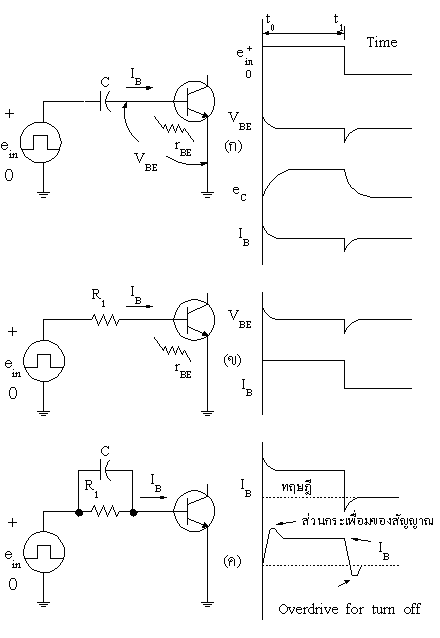 t0 t1
ein + Time
0
C IB
+
ein
0
VBE
rBE
(ก)
VBE
eC
IB
R1 IB
+
ein
0
rBE
(ข)
VBE
IB
C
R1 IB
+
ein
0
(ค)
IB ทฤษฎี
ส่วนกระเพื่อมของสัญญาณ
IB
Overdrive for turn off